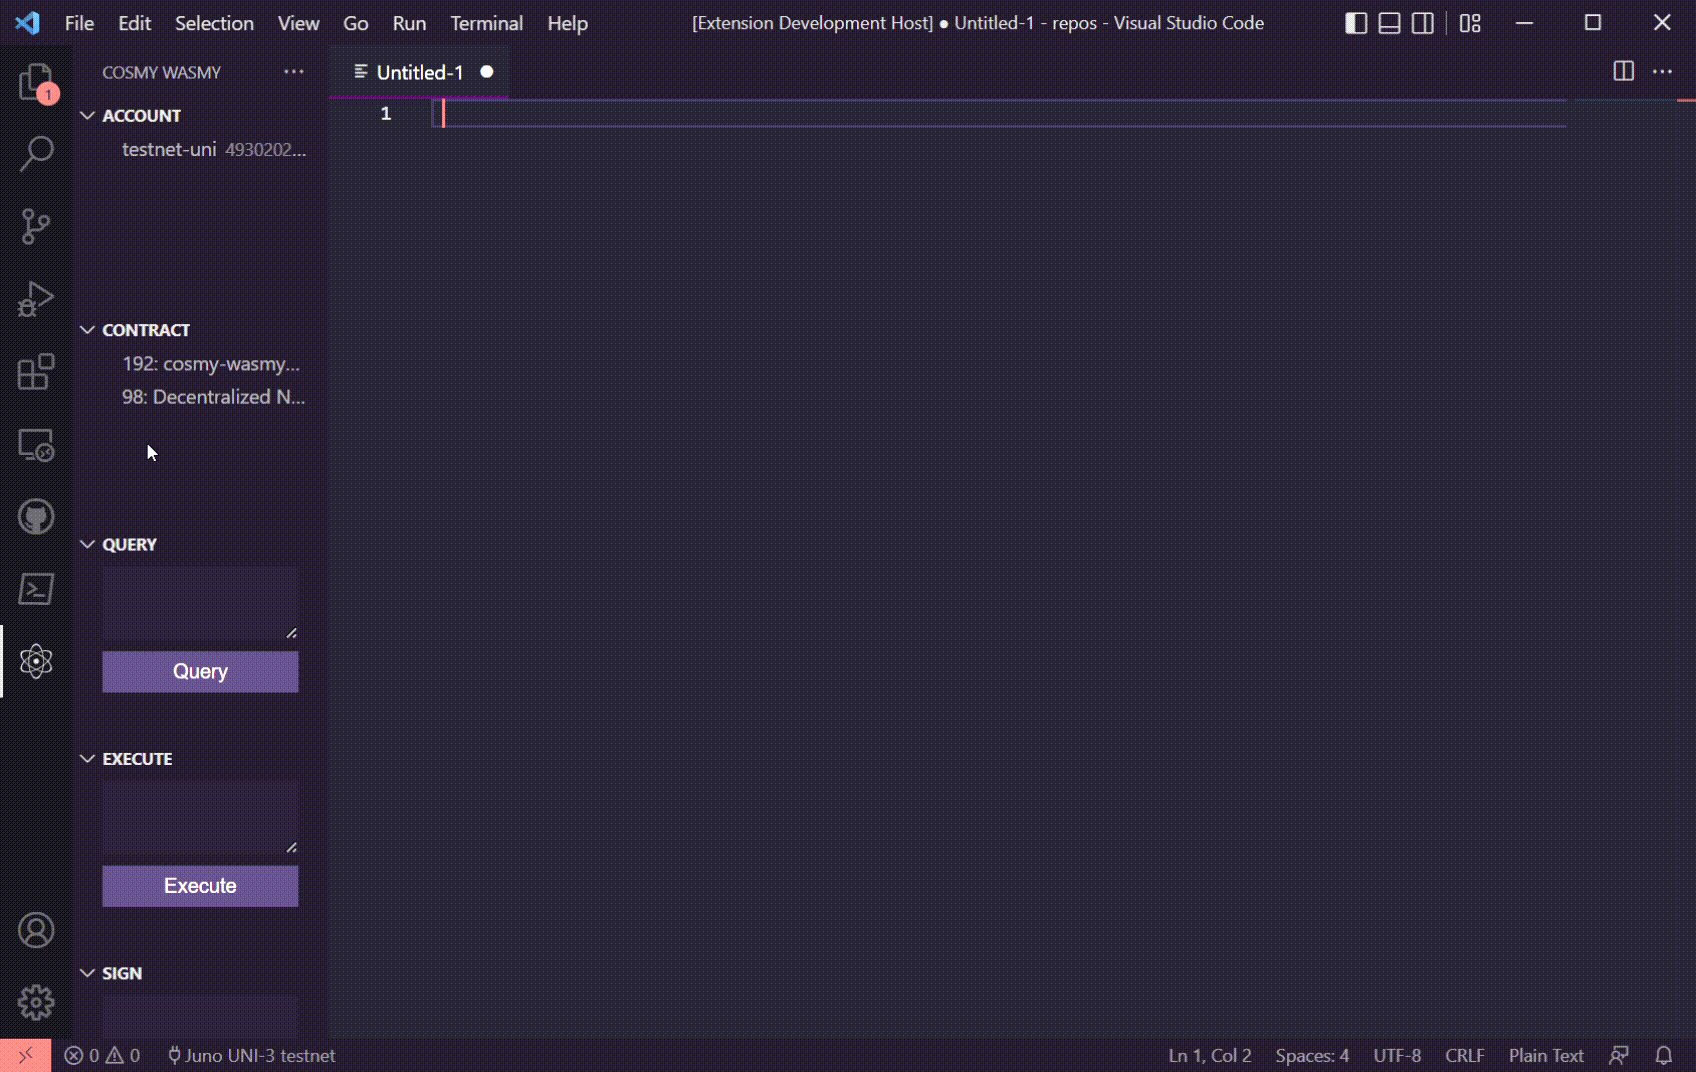 File Edit Selection View Go Run Terminal Help [Extension Development Host] ● Untitled-1 - repos - Visual Studio Code
COSMY WASMY ...
Untitled-1 ●
1
ACCOUNT
testnet-uni 4930202...
CONTRACT
192: cosmy-wasmy...
98: Decentralized N...
QUERY
Query
EXECUTE
Execute
SIGN
0 0 Juno UNI-3 testnet Ln 1, Col 2 Spaces: 4 UTF-8 CRLF Plain Text
1